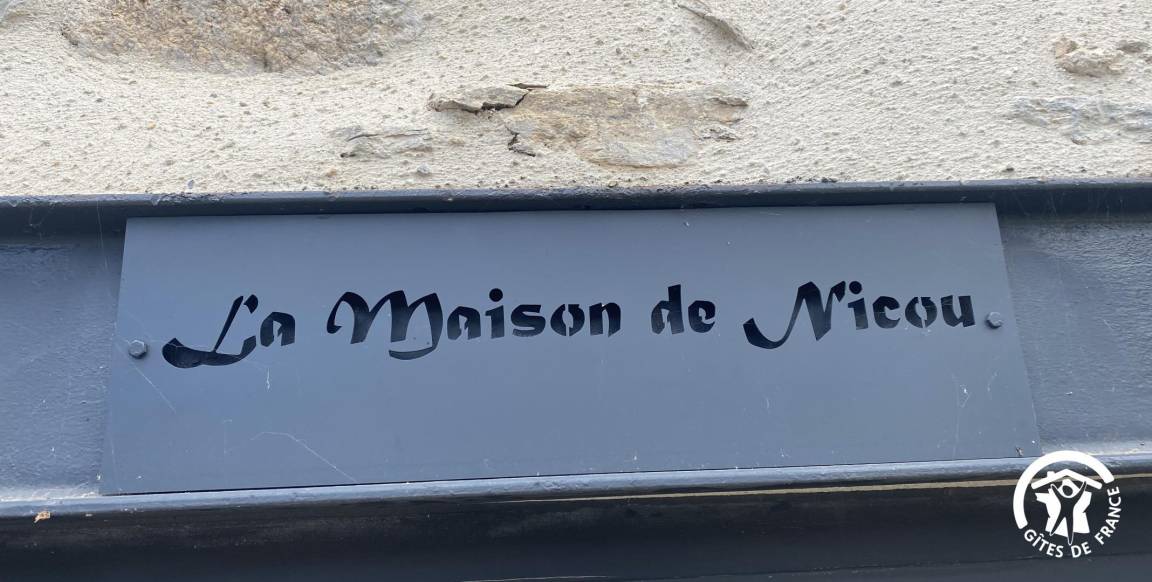 La Maison de Nicou
GÎTES DE FRANCE